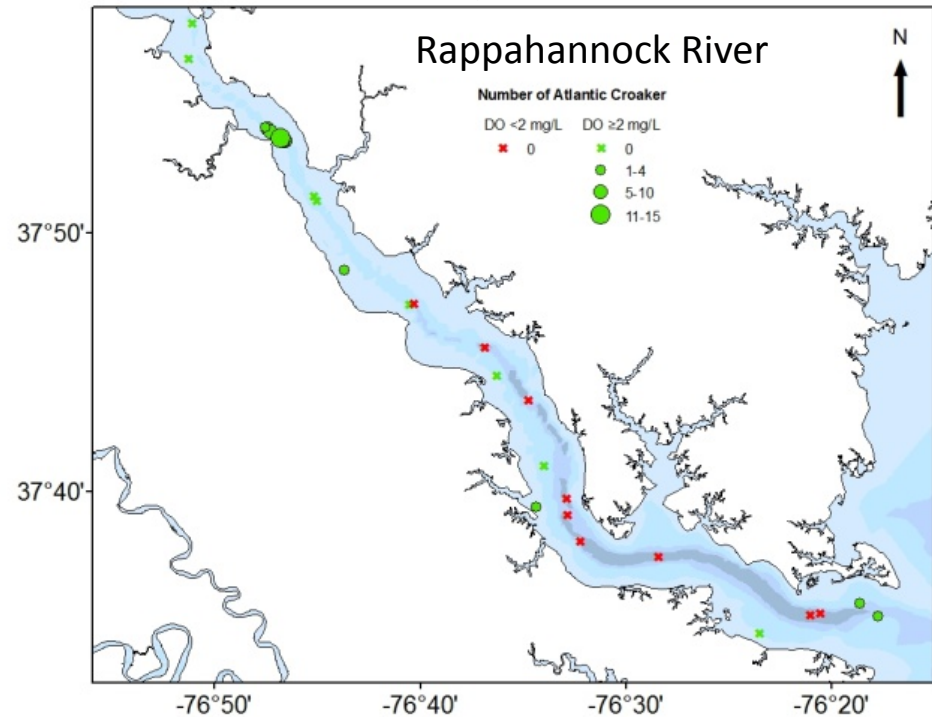 Rappahannock River
N
Number of Atlantic Croaker
DO <2 mg/L DO ≥2 mg/L
0 0
1-4
5-10
11-15
37°50'
37°40'
-76°50' -76°40' -76°30' -76°20'